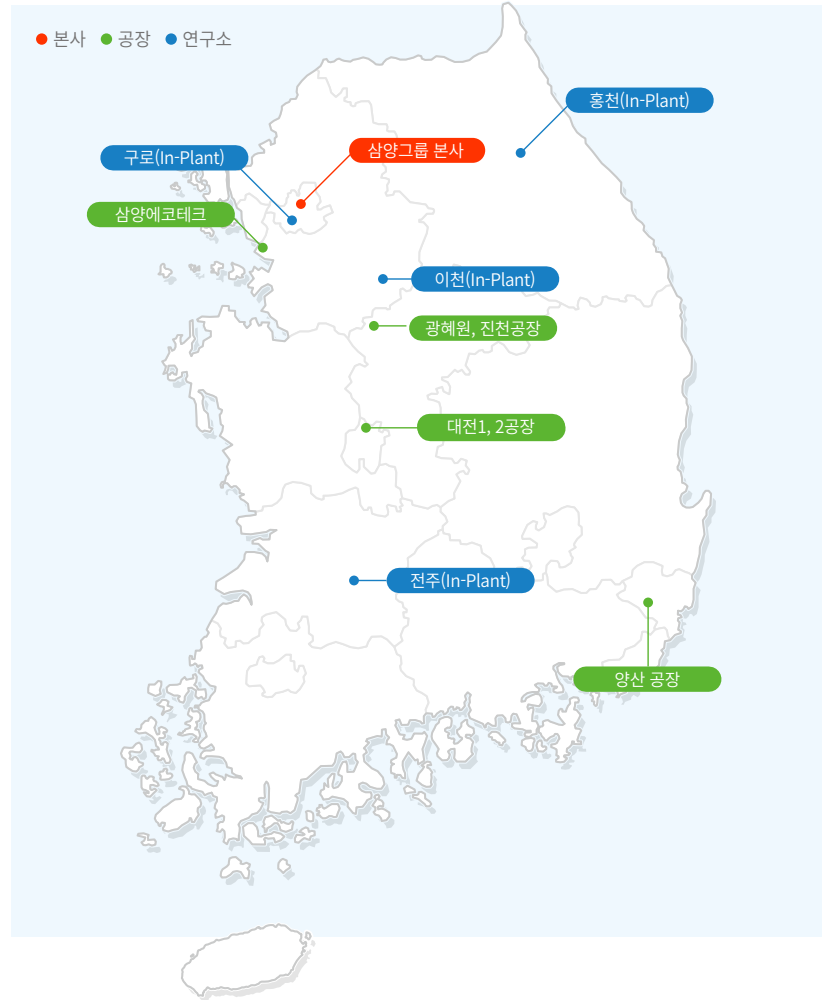 본사 공장 연구소
홍천(In-Plant)
삼양그룹 본사
구로(In-Plant)
삼양에코테크
이천(In-Plant)
광혜원, 진천공장
대전1, 2공장
전주(In-Plant)
양산 공장